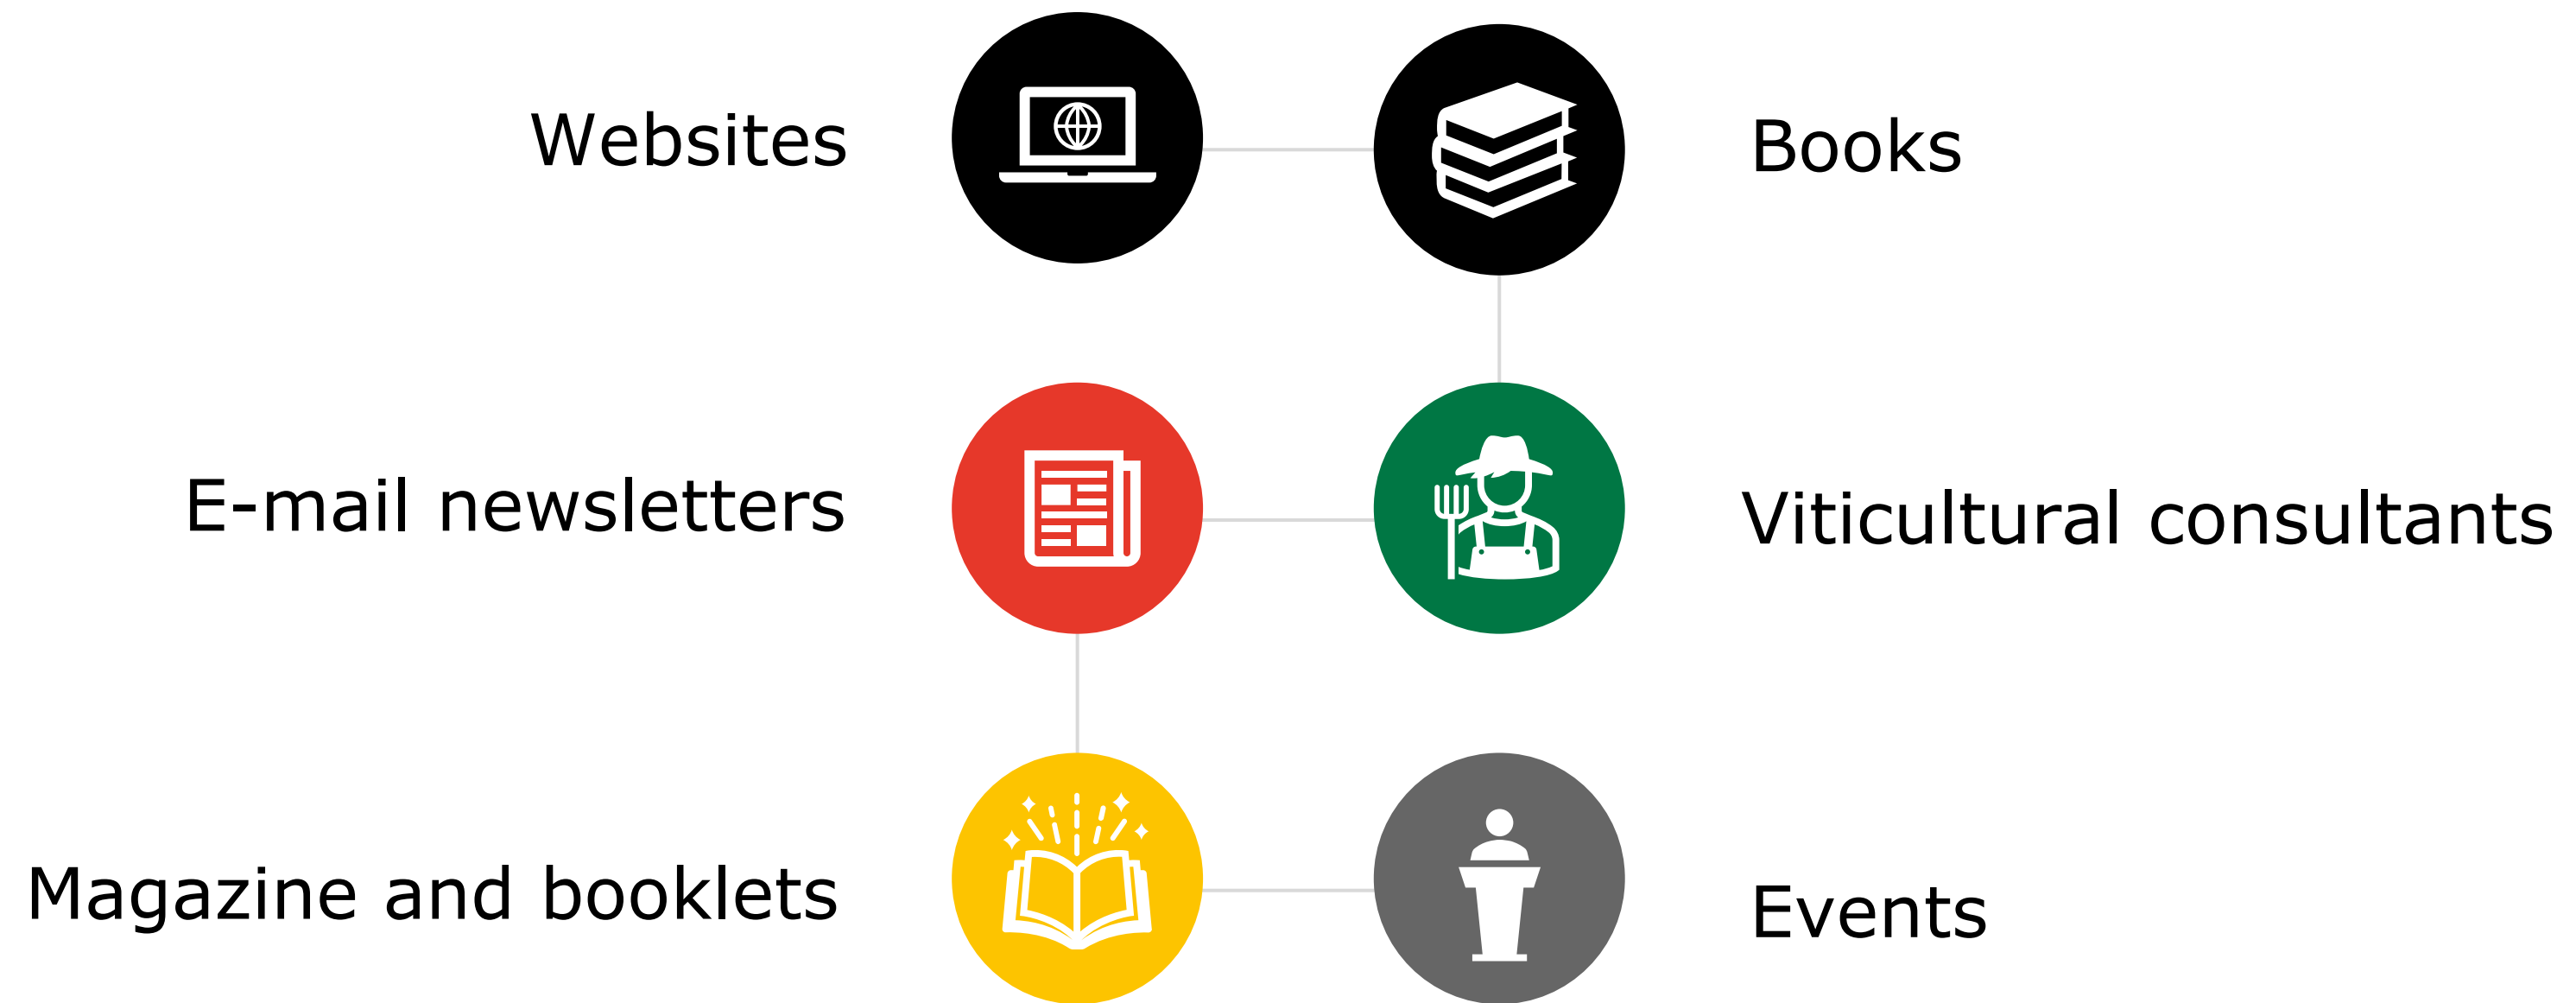 Websites
Books
E-mail newsletters
Viticultural consultants
Magazine and booklets
Events